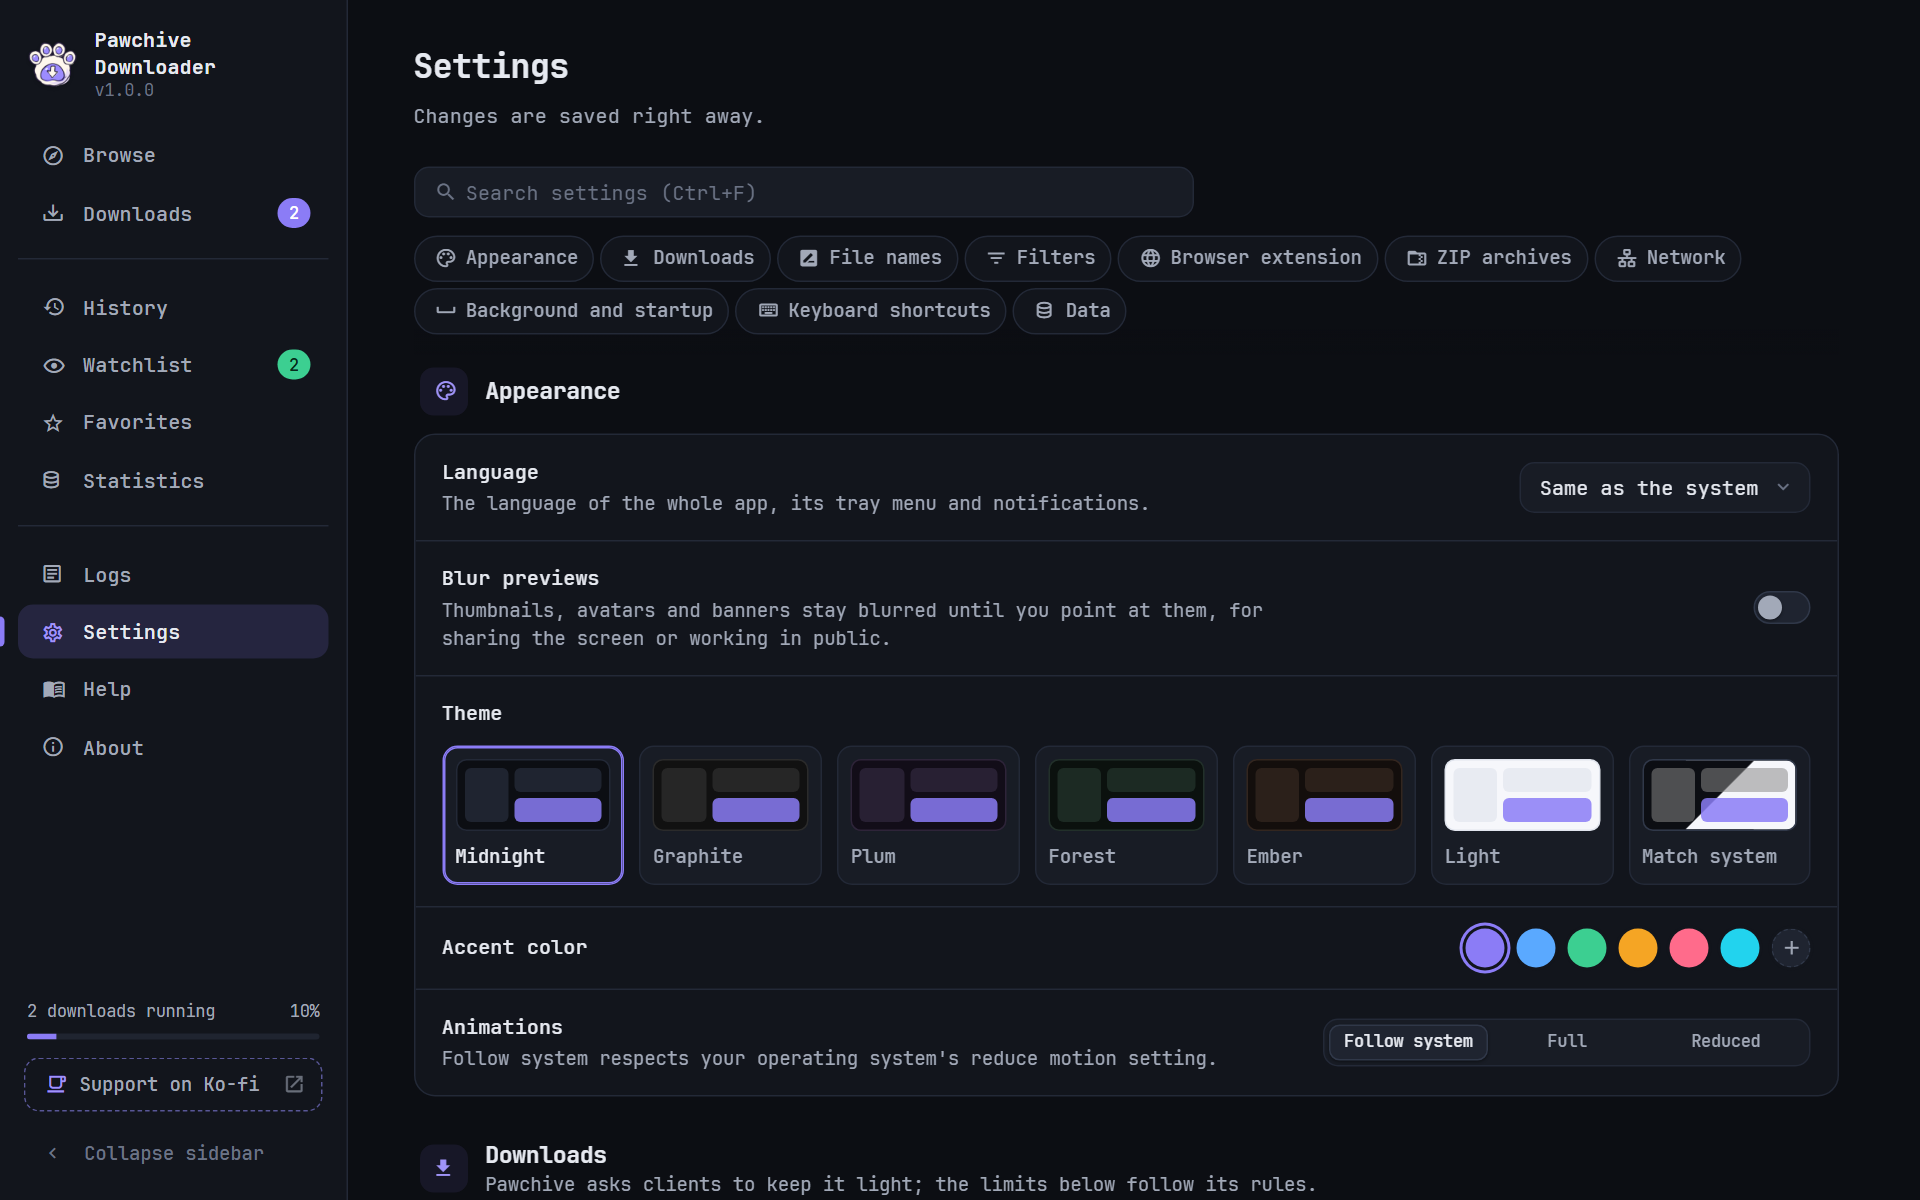 Pawchive
Downloader
v1.0.0
Browse
Downloads 2
History
Watchlist 2
Favorites
Statistics
Logs
Settings
Help
About
2 downloads running 10%
Support on Ko-fi
Collapse sidebar
Settings
Changes are saved right away.
Search settings (Ctrl+F)
Appearance Downloads File names Filters Browser extension ZIP archives Network
Background and startup Keyboard shortcuts Data
Appearance
Language
The language of the whole app, its tray menu and notifications.
Same as the system
Blur previews
Thumbnails, avatars and banners stay blurred until you point at them, for
sharing the screen or working in public.
Theme
Midnight Graphite Plum Forest Ember Light Match system
Accent color
Animations
Follow system respects your operating system's reduce motion setting.
Follow system Full Reduced
Downloads
Pawchive asks clients to keep it light; the limits below follow its rules.